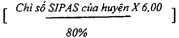 [ Chỉ số SIPAS của huyện X 6,00 ]
80%